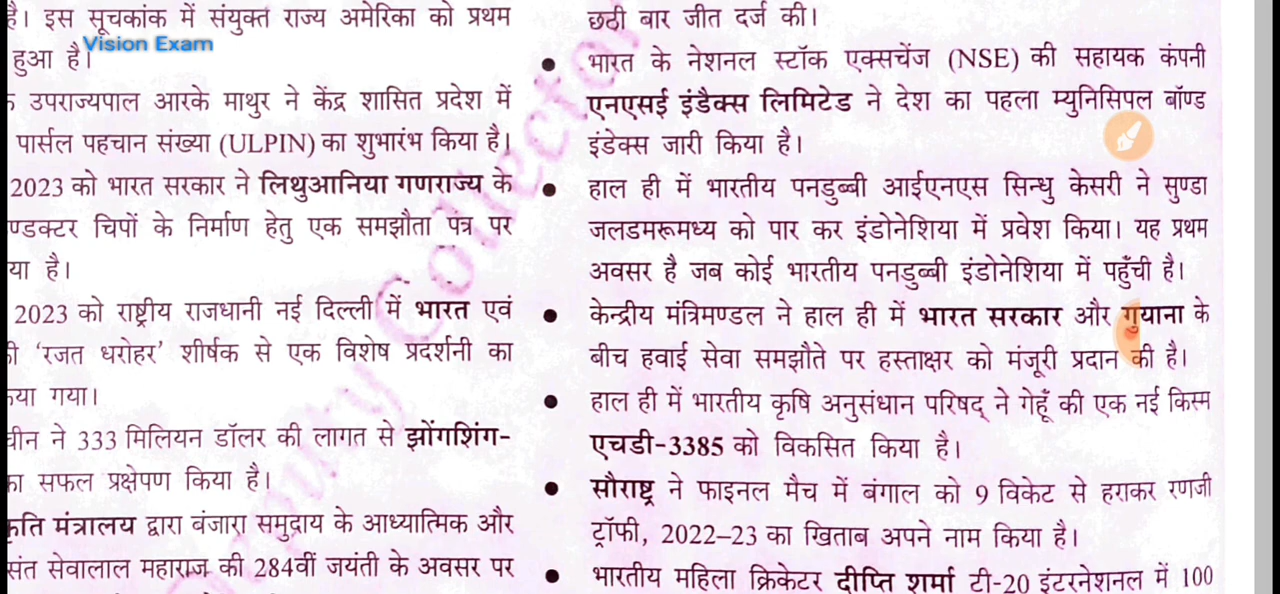 है। इस सूचकांक में संयुक्त राज्य अमेरिका को प्रथम
हुआ है।
Vision Exam
उपराज्यपाल आरके माथुर ने केंद्र शासित प्रदेश में
पार्सल पहचान संख्या (ULPIN) का शुभारंभ किया है।
2023 को भारत सरकार ने लिथुआनिया गणराज्य के
ण्डक्टर चिपों के निर्माण हेतु एक समझौता पत्र पर
या है।
2023 को राष्ट्रीय राजधानी नई दिल्ली में भारत एवं
'रजत धरोहर' शीर्षक से एक विशेष प्रदर्शनी का
या गया।
चीन ने 333 मिलियन डॉलर की लागत से झोंगशिंग-
का सफल प्रक्षेपण किया है।
कृति मंत्रालय द्वारा बंजारा समुदाय के आध्यात्मिक और
संत सेवालाल महाराज की 284वीं जयंती के अवसर पर
छठी बार जीत दर्ज की।
• भारत के नेशनल स्टॉक एक्सचेंज (NSE) की सहायक कंपनी
एनएसई इंडैक्स लिमिटेड ने देश का पहला म्युनिसिपल बॉण्ड
इंडेक्स जारी किया है।
• हाल ही में भारतीय पनडुब्बी आईएनएस सिन्धु केसरी ने सुण्डा
जलडमरूमध्य को पार कर इंडोनेशिया में प्रवेश किया। यह प्रथम
अवसर है जब कोई भारतीय पनडुब्बी इंडोनेशिया में पहुँची है।
• केन्द्रीय मंत्रिमण्डल ने हाल ही में भारत सरकार और गुयाना के
बीच हवाई सेवा समझौते पर हस्ताक्षर को मंजूरी प्रदान की है।
• हाल ही में भारतीय कृषि अनुसंधान परिषद् ने गेहूँ की एक नई किस्म
एचडी-3385 को विकसित किया है।
• सौराष्ट्र ने फाइनल मैच में बंगाल को 9 विकेट से हराकर रणजी
ट्रॉफी, 2022–23 का खिताब अपने नाम किया है।
• भारतीय महिला क्रिकेटर दीप्ति शर्मा टी-20 इंटरनेशनल में 100